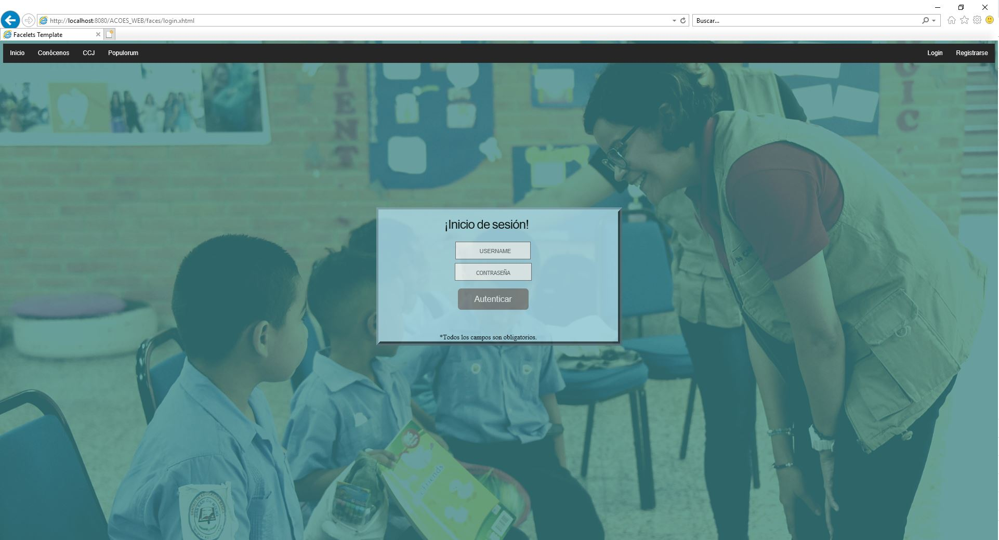 http://localhost:8080/ACOES_WEB/faces/login.xhtml
Buscar...
Facelets Template
Inicio Conócenos CCJ Populorum Login Registrarse
¡Inicio de sesión!
USERNAME
CONTRASEÑA
Autenticar
*Todos los campos son obligatorios.